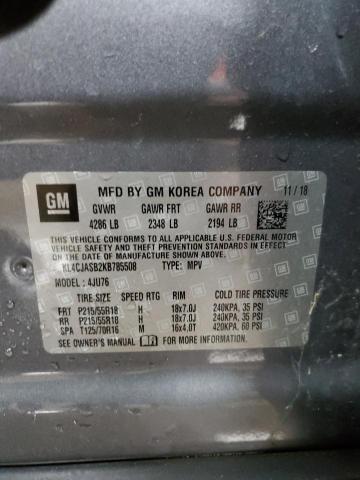 GM
MFD BY GM KOREA COMPANY 11/18
GVWR GAWR FRT GAWR RR
4286 LB 2348 LB 2194 LB
THIS VEHICLE CONFORMS TO ALL APPLICABLE U.S. FEDERAL MOTOR
VEHICLE SAFETY AND THEFT PREVENTION STANDARDS IN EFFECT ON
THE DATE OF MANUFACTURE SHOWN ABOVE.
KL4CJASB2KB785508 TYPE: MPV
MODEL: 4JU76
TIRE SIZE SPEED RTG RIM COLD TIRE PRESSURE
FRT P215/55R18 H 18x7.0J 240KPA, 35 PSI
RR P215/55R18 H 18x7.0J 240KPA, 35 PSI
SPA T125/70R16 M 16x4.0T 420KPA, 60 PSI
SEE OWNER'S MANUAL FOR MORE INFORMATION